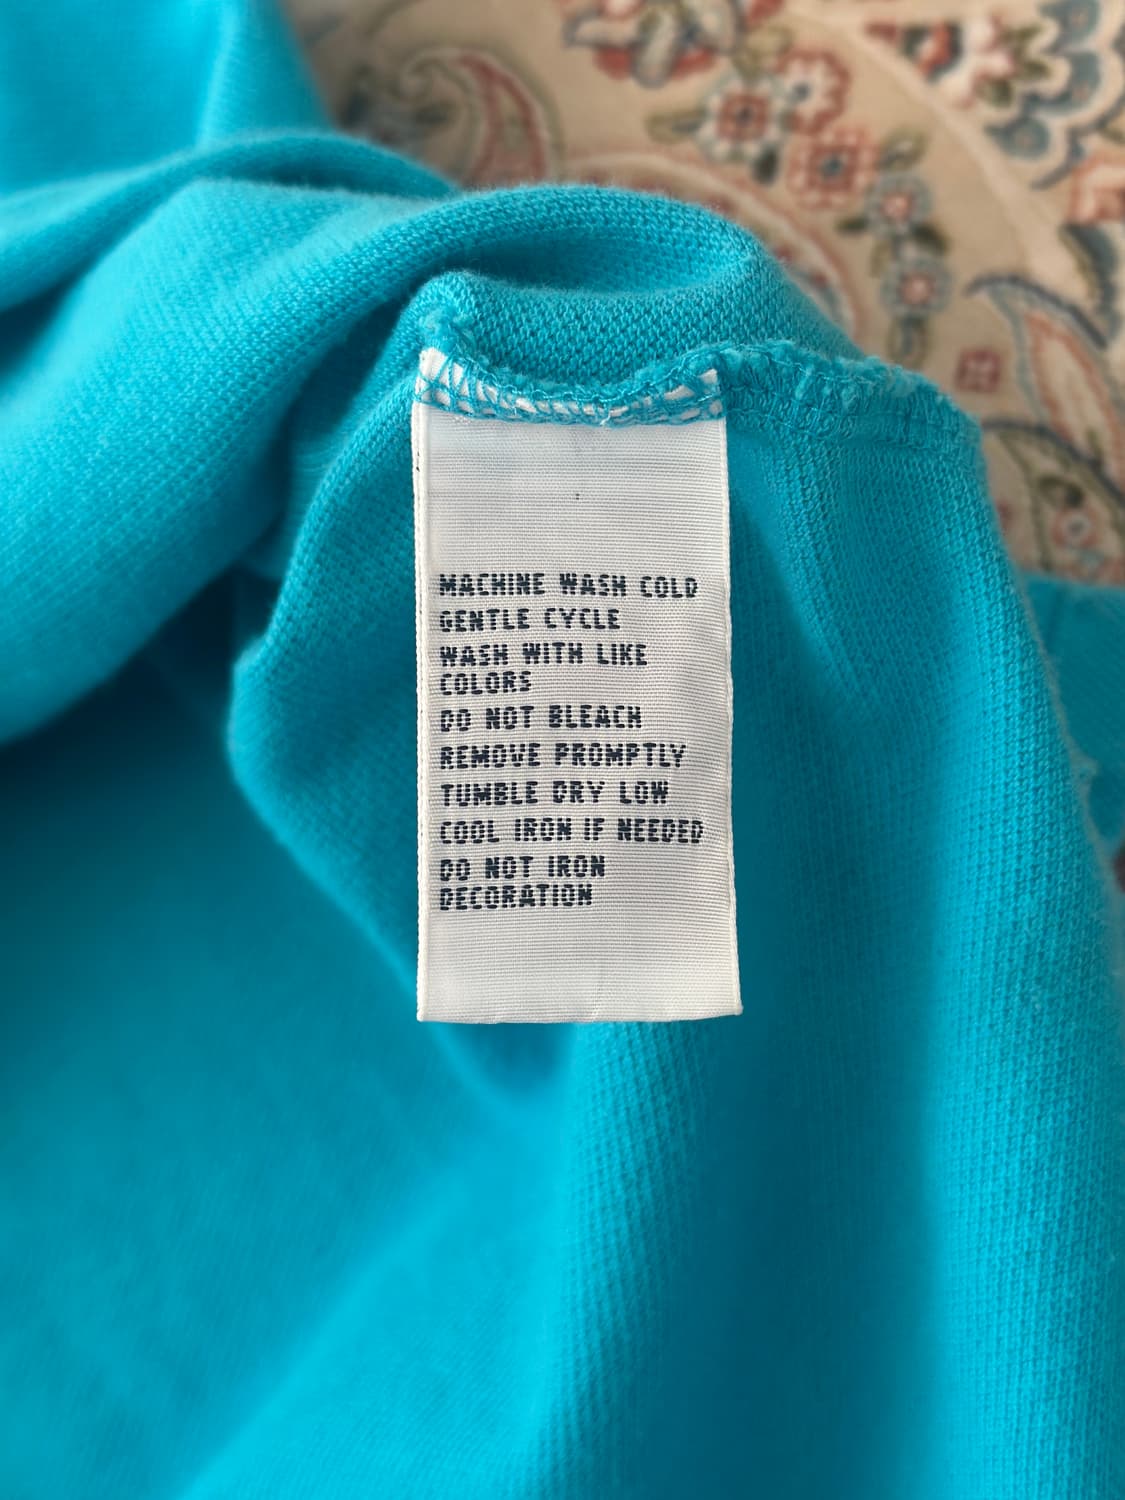 MACHINE WASH COLD
GENTLE CYCLE
WASH WITH LIKE
COLORS
DO NOT BLEACH
REMOVE PROMPTLY
TUMBLE DRY LOW
COOL IRON IF NEEDED
DO NOT IRON
DECORATION